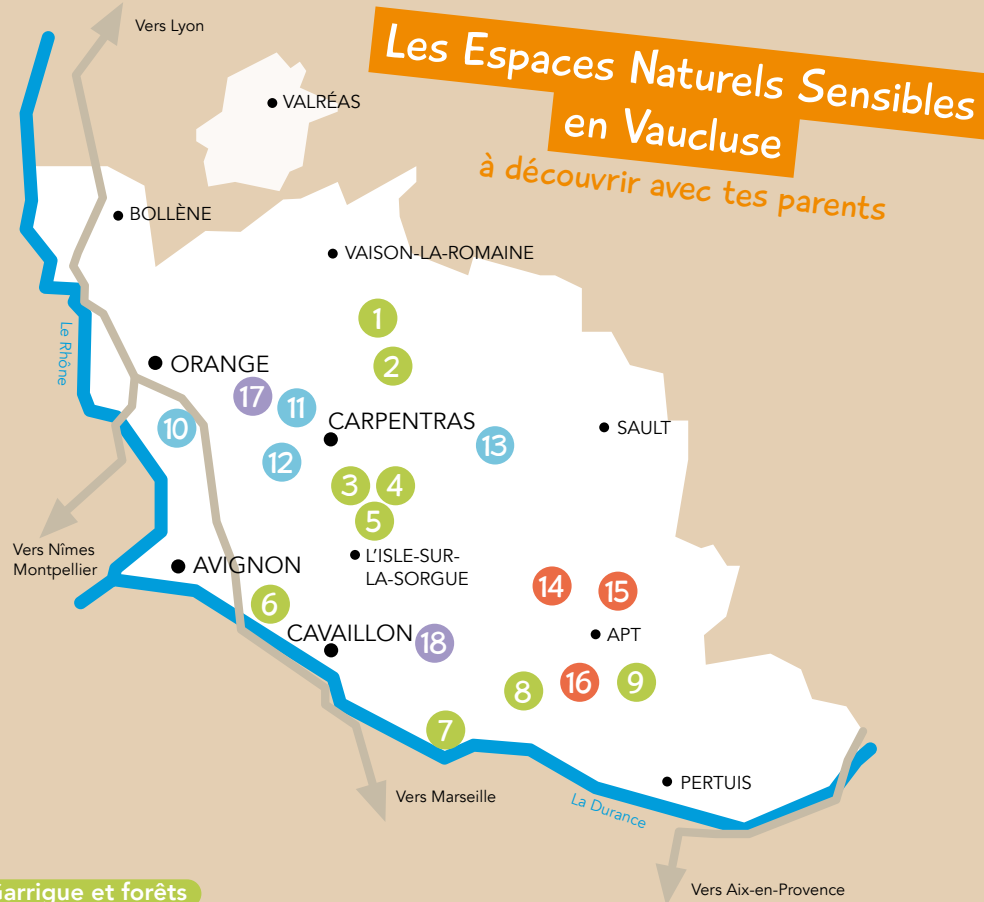 Les Espaces Naturels Sensibles
en Vaucluse
à découvrir avec tes parents
Vers Lyon
VALRÉAS
BOLLÈNE
VAISON-LA-ROMAINE
1
Le Rhône
2
ORANGE
17
11
10
CARPENTRAS
SAULT
12
13
3
4
5
Vers Nîmes
Montpellier
AVIGNON
L'ISLE-SUR-
LA-SORGUE
14
15
6
CAVAILLON
18
APT
8
16
9
7
PERTUIS
Vers Marseille
La Durance
Vers Aix-en-Provence
Garrigue et forêts